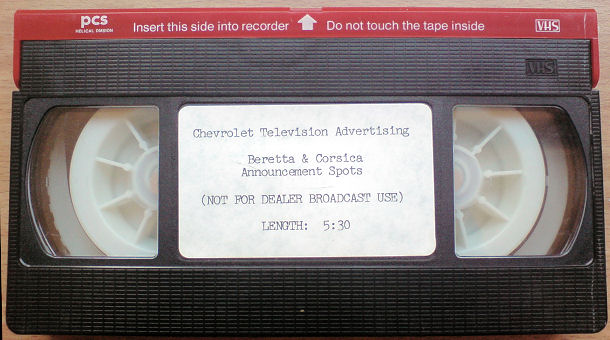 pcs
HELICAL DIVISION
Insert this side into recorder
Do not touch the tape inside
VHS
VHS
Chevrolet Television Advertising
Beretta & Corsica
Announcement Spots
(NOT FOR DEALER BROADCAST USE)
LENGTH: 5:30